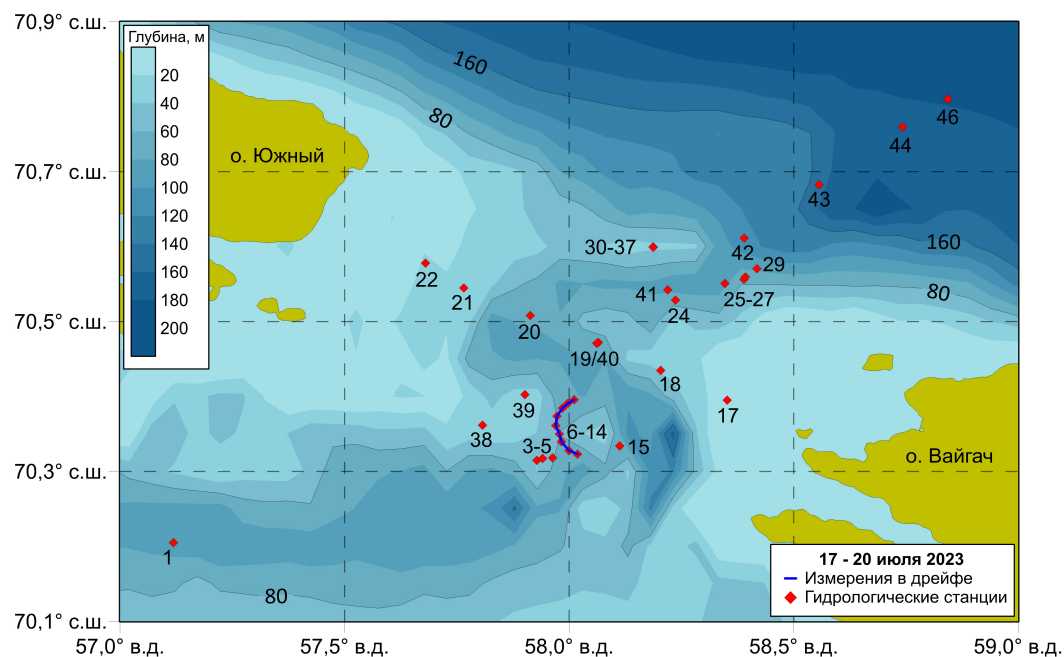 70,9° с.ш.
Глубина, м
160
20
40
80
46
60
44
о. Южный
80
70,7° с.ш.
100
43
120
30-37
42
160
140
29
22
160
41
25-27
80
21
180
24
70,5° с.ш.
200
20
19/40
18
39
17
38
6-14
3-5
15
о. Вайгач
70,3° с.ш.
1
17 - 20 июля 2023
Измерения в дрейфе
80
Гидрологические станции
70,1° с.ш.
57,0° в.д.
57,5° в.д.
58,0° в.д.
58,5° в.д.
59,0° в.д.